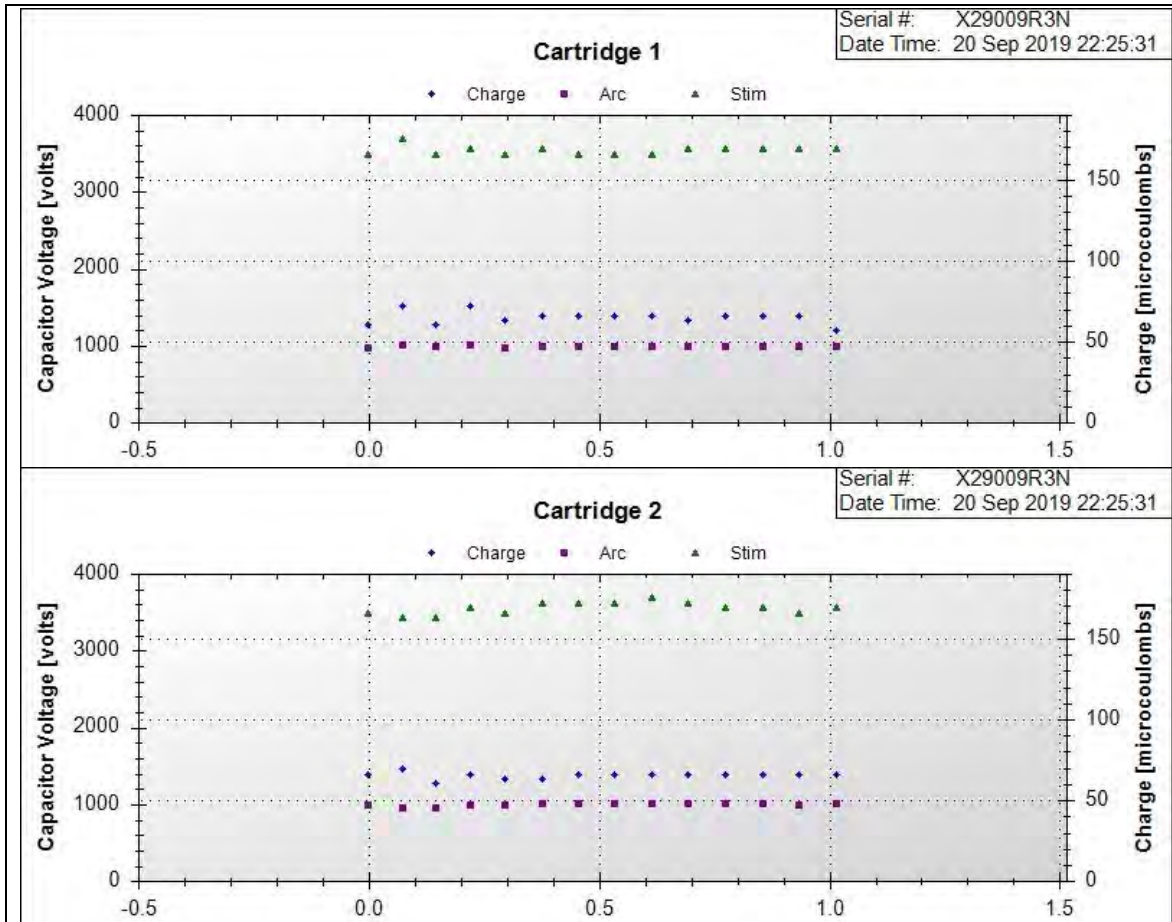 Serial #: X29009R3N
Date Time: 20 Sep 2019 22:25:31
Cartridge 1
Charge Arc Stim
Capacitor Voltage [volts]
4000
3000
2000
1000
0
Charge [microcoulombs]
150
100
50
0
-0.5 0.0 0.5 1.0 1.5
Serial #: X29009R3N
Date Time: 20 Sep 2019 22:25:31
Cartridge 2
Charge Arc Stim
Capacitor Voltage [volts]
4000
3000
2000
1000
0
Charge [microcoulombs]
150
100
50
0
-0.5 0.0 0.5 1.0 1.5